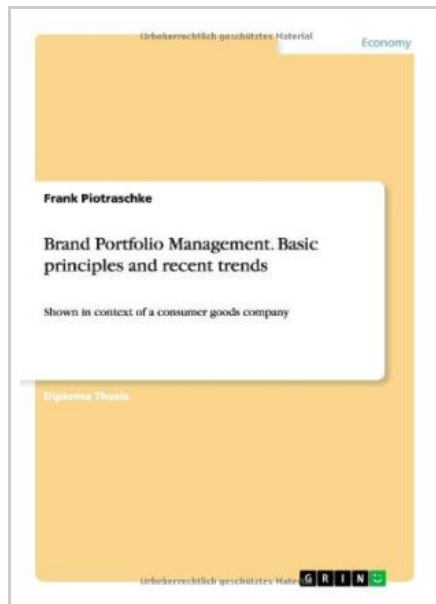 Urheberrechtlich geschütztes Material
Economy
Frank Piotraschke
Brand Portfolio Management. Basic
principles and recent trends
Shown in context of a consumer goods company
Diploma Thesis
Urheberrechtlich geschütztes Mater
GRIN